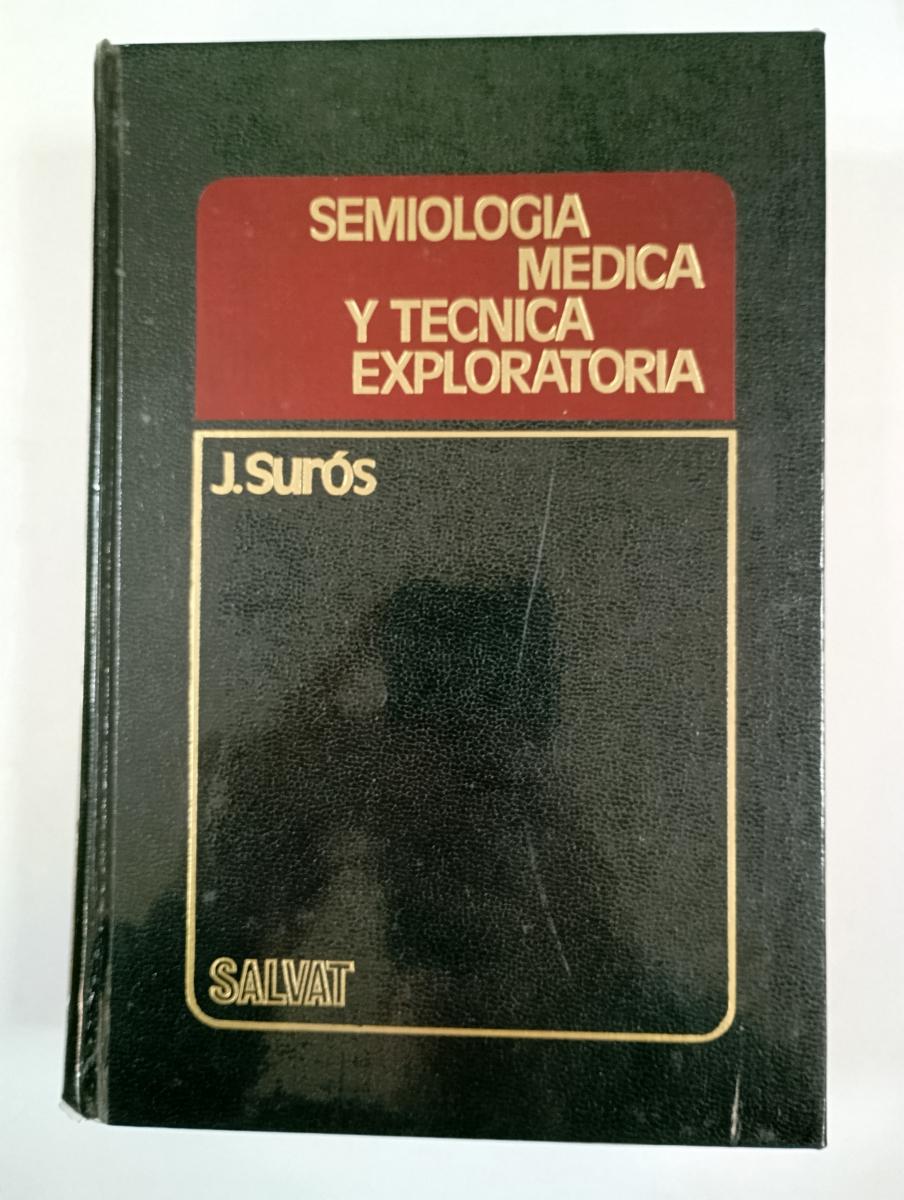 SEMIOLOGIA
MEDICA
Y TECNICA
EXPLORATORIA
J. Surós
SALVAT